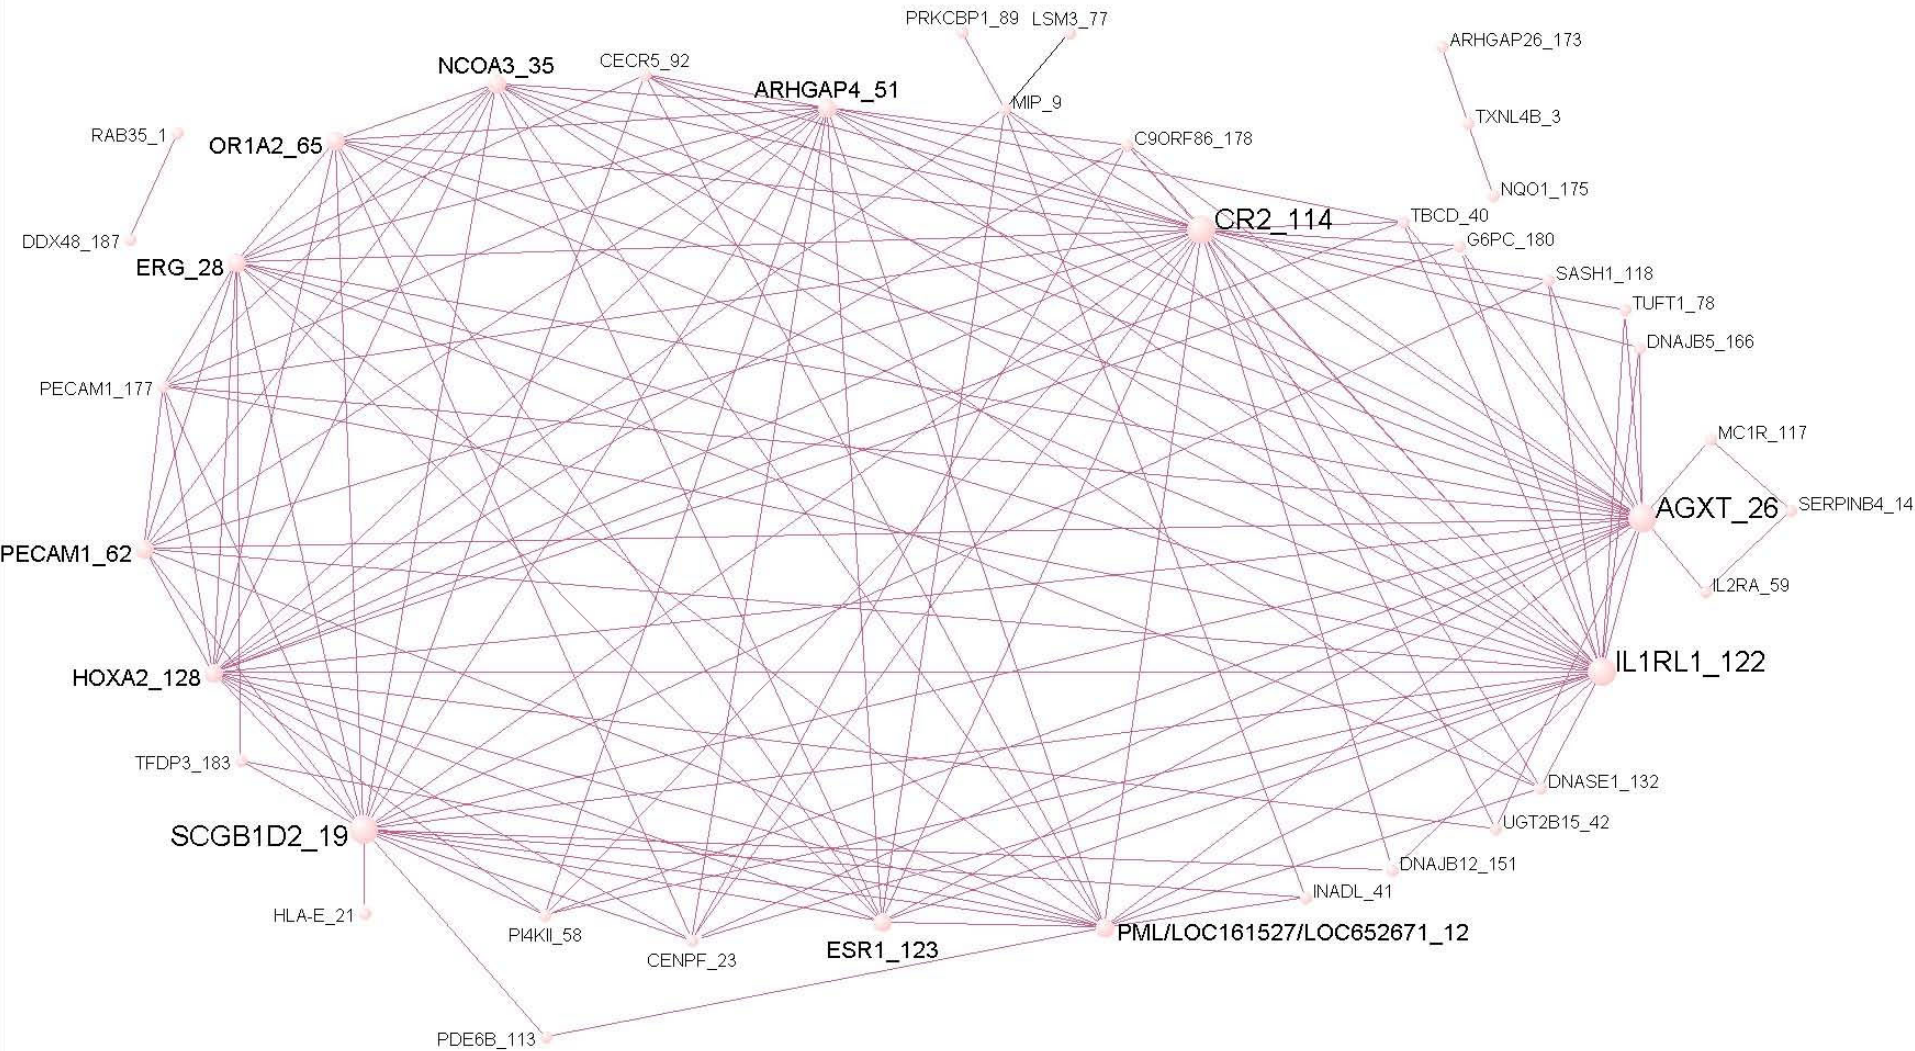 PRKCBP1_89
LSM3_77
ARHGAP26_173
NCOA3_35
CECR5_92
ARHGAP4_51
MIP_9
TXNL4B_3
RAB35_1
OR1A2_65
C9ORF86_178
NQO1_175
CR2_114
TBCD_40
DDX48_187
ERG_28
G6PC_180
SASH1_118
TUFT1_78
DNAJB5_166
PECAM1_177
MC1R_117
AGXT_26
SERPINB4_14
PECAM1_62
IL2RA_59
HOXA2_128
IL1RL1_122
TFDP3_183
DNASE1_132
SCGB1D2_19
UGT2B15_42
DNAJB12_151
INADL_41
HLA-E_21
PI4KII_58
CENPF_23
ESR1_123
PML/LOC161527/LOC652671_12
PDE6B_113